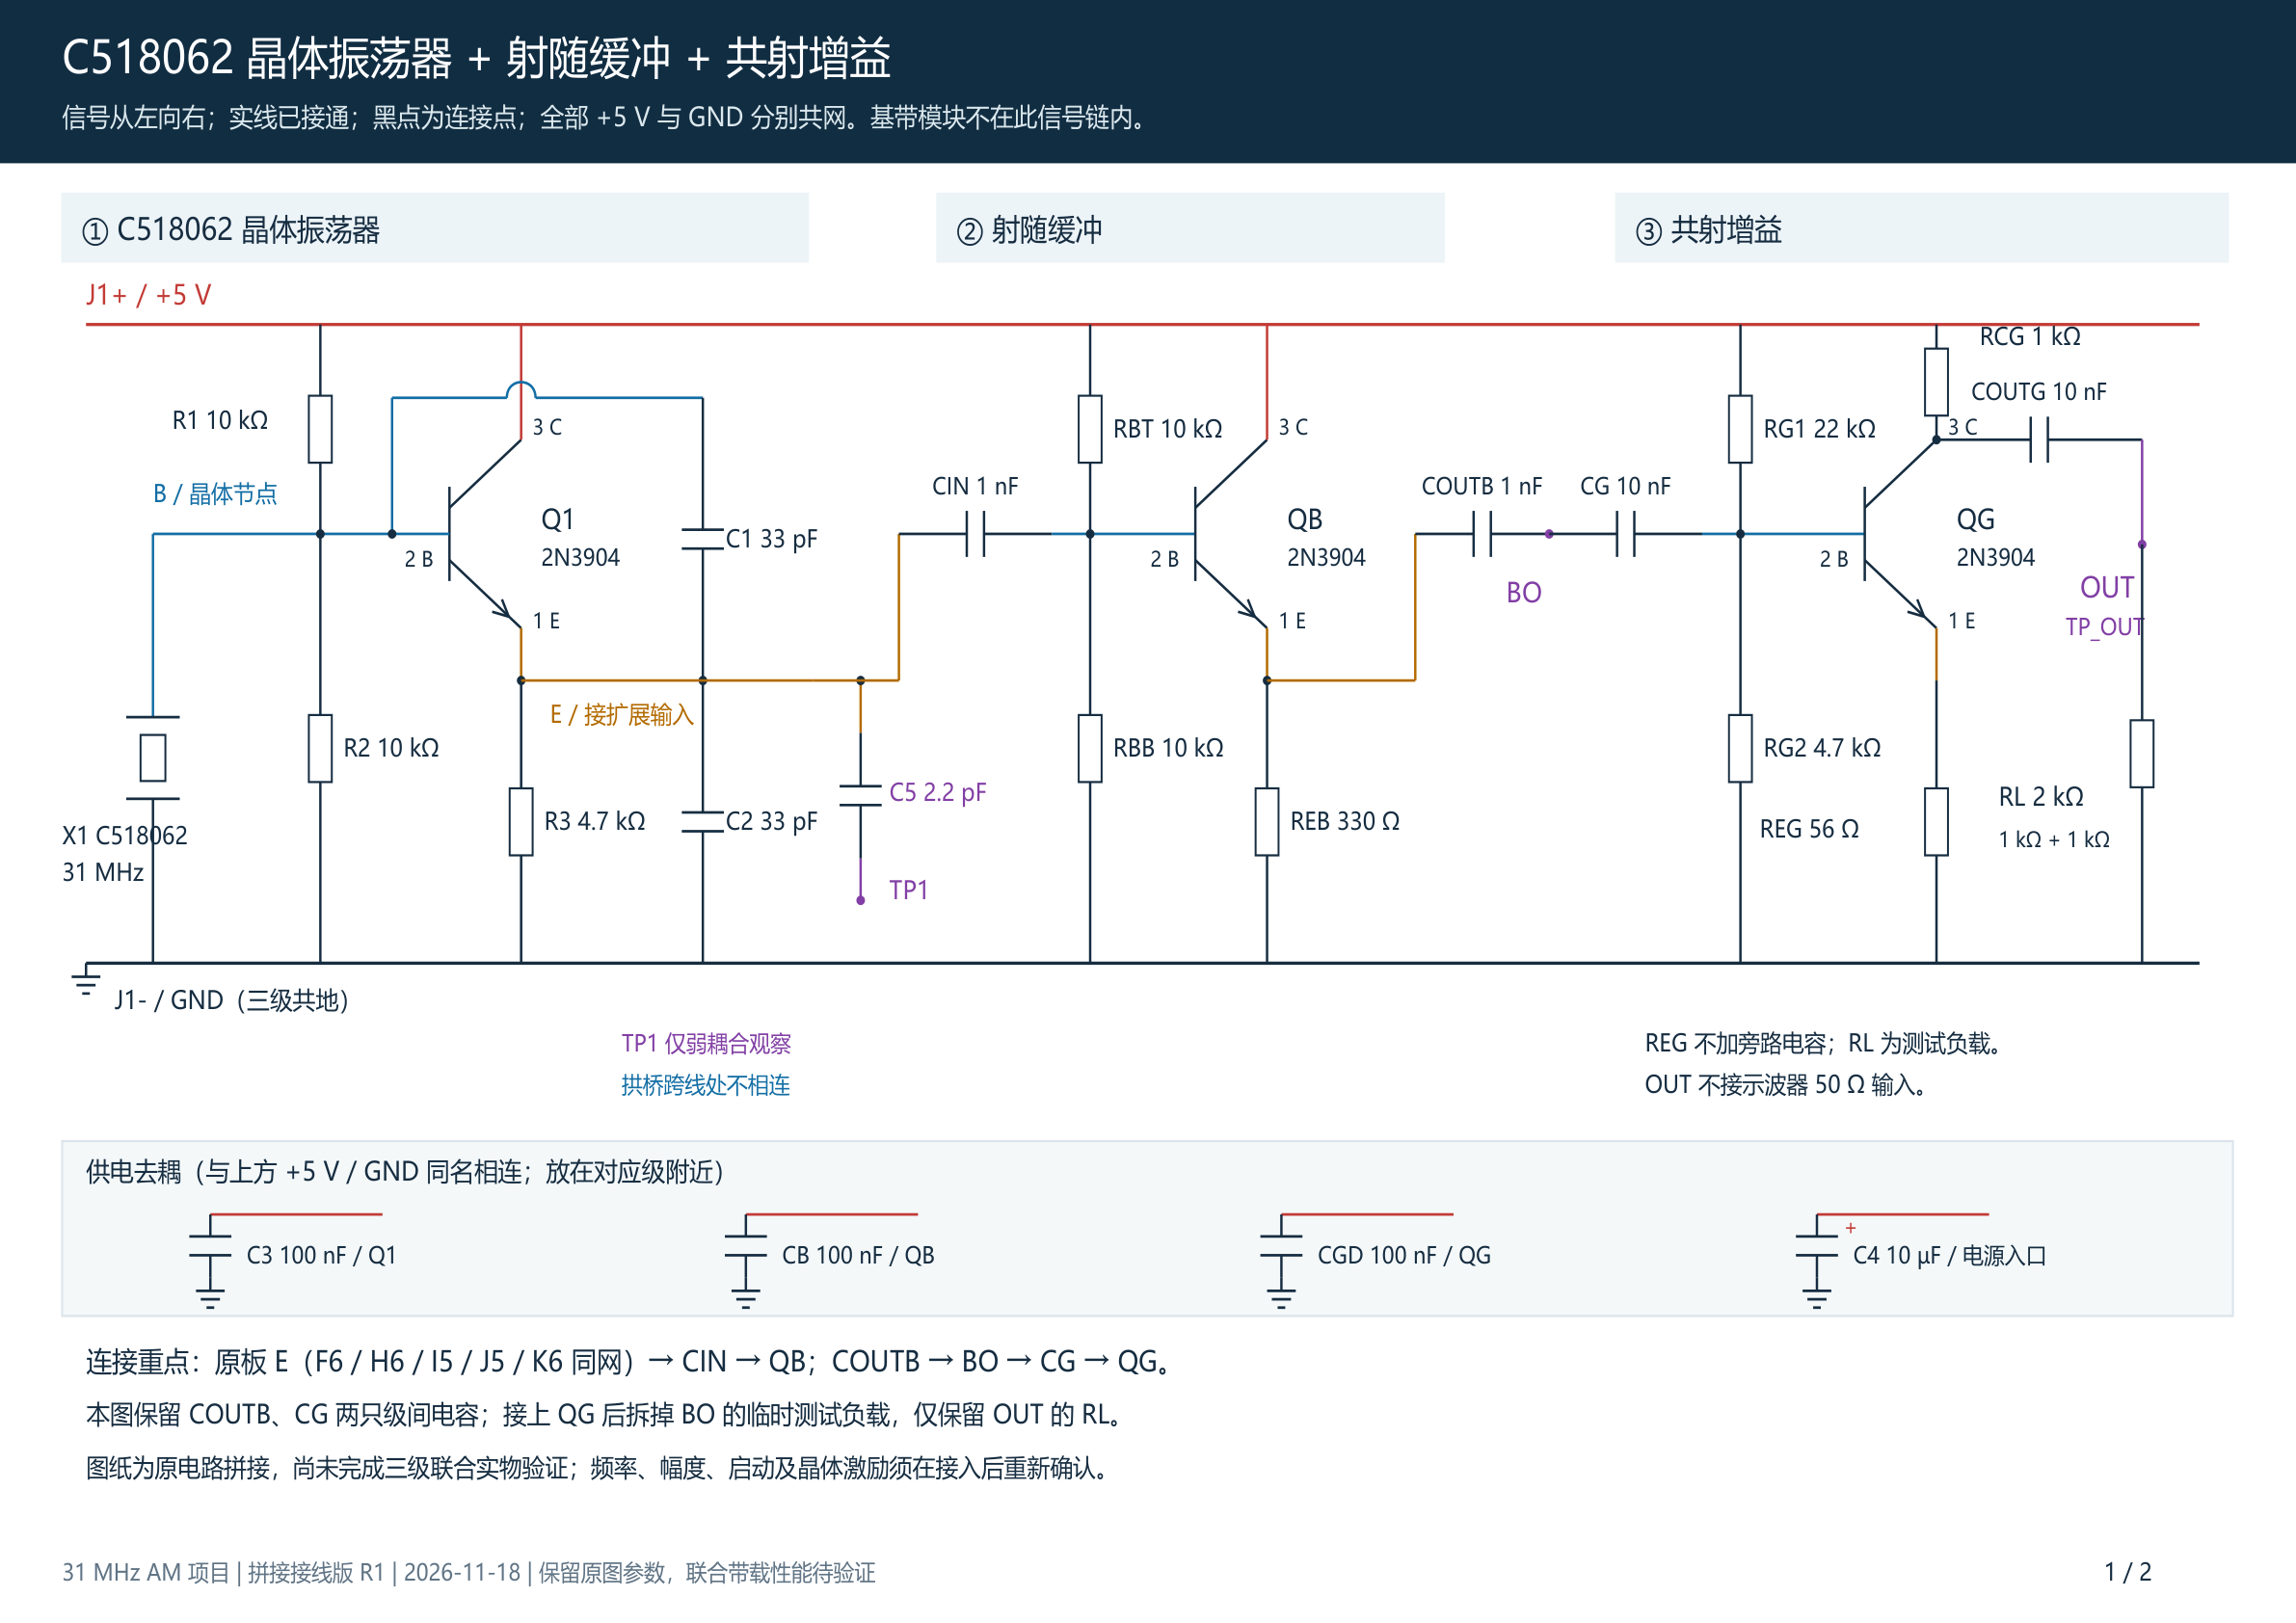 C518062 晶体振荡器 + 射随缓冲 + 共射增益
信号从左向右；实线已接通；黑点为连接点；全部 +5 V 与 GND 分别共网。基带模块不在此信号链内。
① C518062 晶体振荡器
② 射随缓冲
③ 共射增益
J1+ / +5 V
RCG 1 kΩ
COUTG 10 nF
R1 10 kΩ
3 C
RBT 10 kΩ
3 C
RG1 22 kΩ
3 C
B / 晶体节点
CIN 1 nF
COUTB 1 nF
CG 10 nF
Q1
2N3904
C1 33 pF
QB
2N3904
QG
2N3904
2 B
2 B
2 B
BO
OUT
TP_OUT
1 E
1 E
1 E
E / 接扩展输入
R2 10 kΩ
RBB 10 kΩ
RG2 4.7 kΩ
C5 2.2 pF
RL 2 kΩ
1 kΩ + 1 kΩ
R3 4.7 kΩ
C2 33 pF
REB 330 Ω
REG 56 Ω
X1 C518062
31 MHz
TP1
J1- / GND（三级共地）
TP1 仅弱耦合观察
拱桥跨线处不相连
REG 不加旁路电容；RL 为测试负载。
OUT 不接示波器 50 Ω 输入。
供电去耦（与上方 +5 V / GND 同名相连；放在对应级附近）
C3 100 nF / Q1
CB 100 nF / QB
CGD 100 nF / QG
+
C4 10 µF / 电源入口
连接重点：原板 E（F6 / H6 / I5 / J5 / K6 同网）→ CIN → QB；COUTB → BO → CG → QG。
本图保留 COUTB、CG 两只级间电容；接上 QG 后拆掉 BO 的临时测试负载，仅保留 OUT 的 RL。
图纸为原电路拼接，尚未完成三级联合实物验证；频率、幅度、启动及晶体激励须在接入后重新确认。
31 MHz AM 项目 | 拼接接线版 R1 | 2026-11-18 | 保留原图参数，联合带载性能待验证
1 / 2